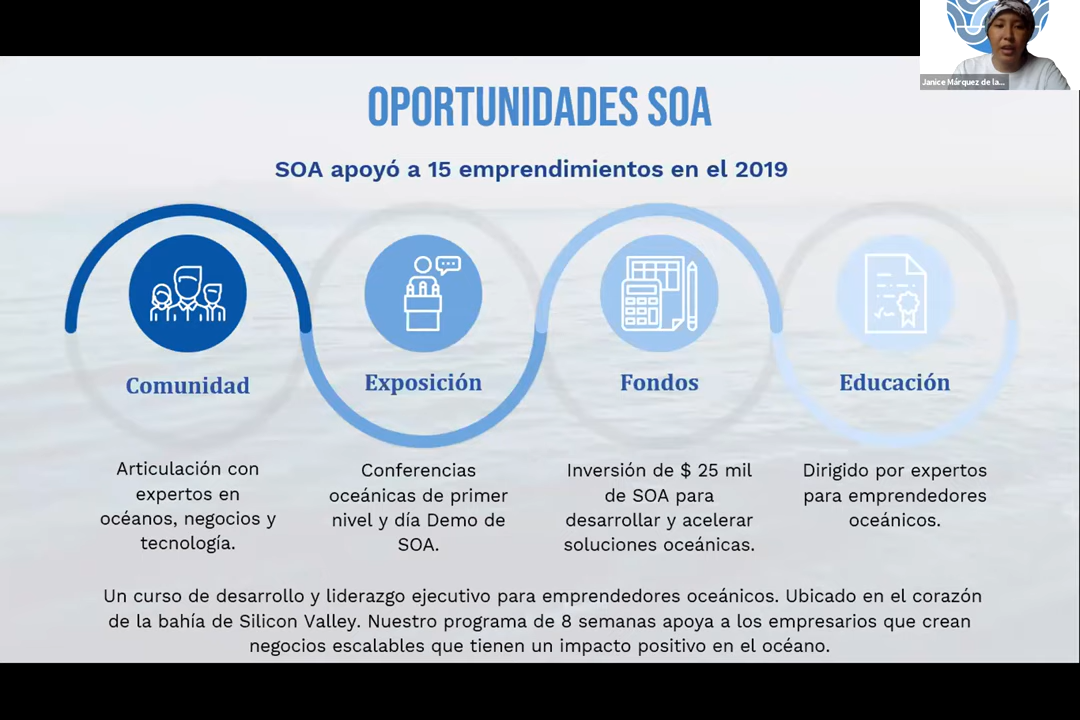 Janice Márquez de la...
OPORTUNIDADES SOA
SOA apoyó a 15 emprendimientos en el 2019
Comunidad
Articulación con
expertos en
océanos, negocios y
tecnología.
Exposición
Conferencias
oceánicas de primer
nivel y día Demo de
SOA.
Fondos
Inversión de $ 25 mil
de SOA para
desarrollar y acelerar
soluciones oceánicas.
Educación
Dirigido por expertos
para emprendedores
oceánicos.
Un curso de desarrollo y liderazgo ejecutivo para emprendedores oceánicos. Ubicado en el corazón
de la bahía de Silicon Valley. Nuestro programa de 8 semanas apoya a los empresarios que crean
negocios escalables que tienen un impacto positivo en el océano.